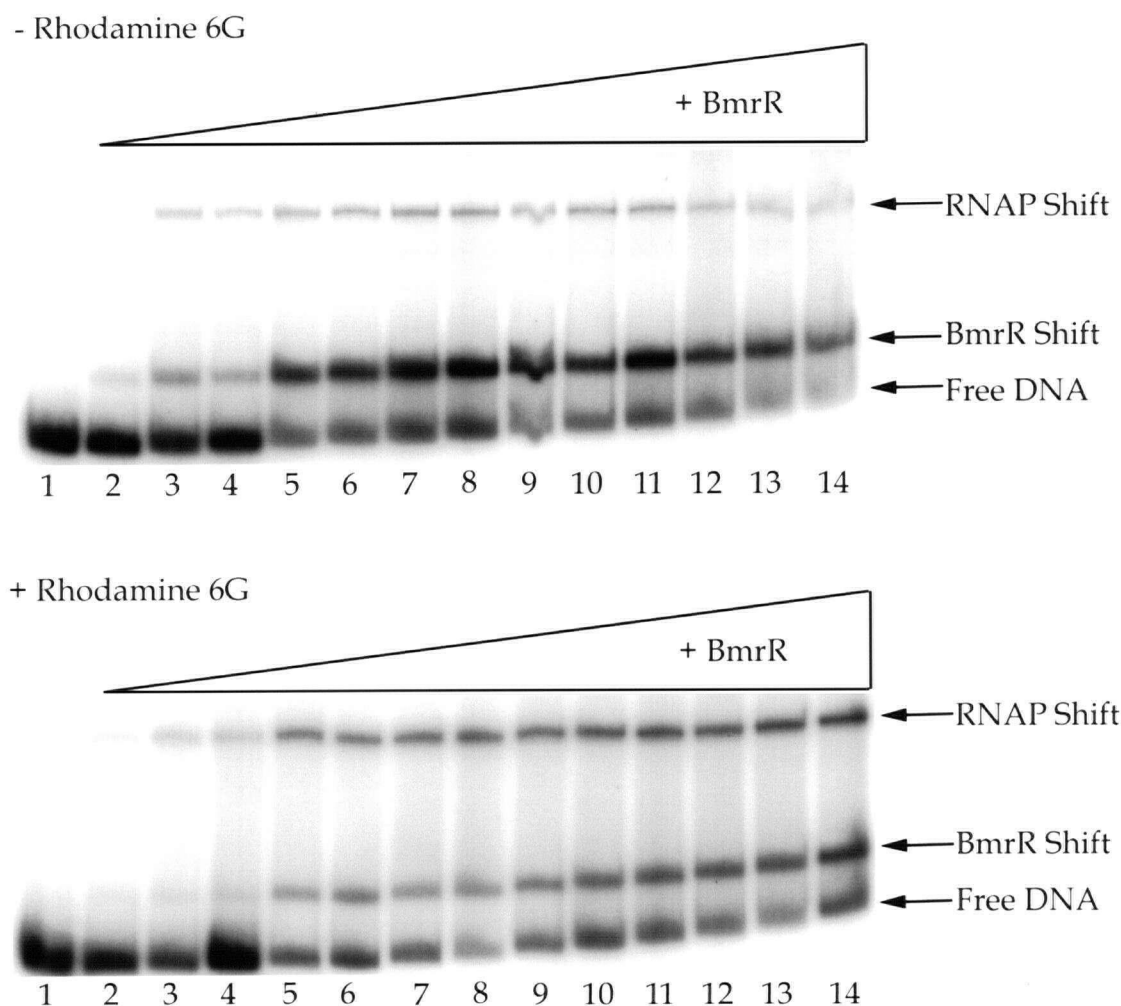 - Rhodamine 6G
+ BmrR
RNAP Shift
BmrR Shift
Free DNA
1 2 3 4 5 6 7 8 9 10 11 12 13 14
+ Rhodamine 6G
+ BmrR
RNAP Shift
BmrR Shift
Free DNA
1 2 3 4 5 6 7 8 9 10 11 12 13 14